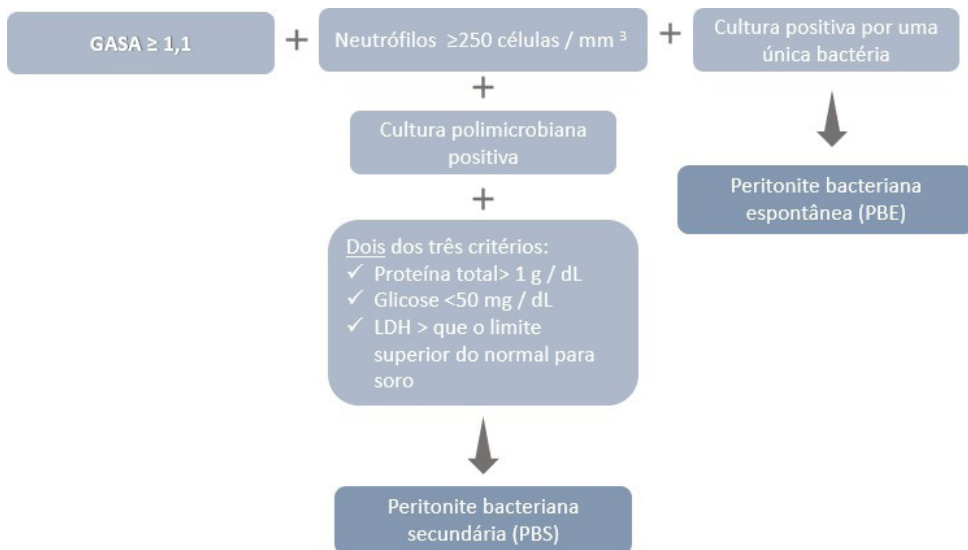 GASA ≥ 1,1
+
Neutrófilos ≥250 células / mm ³
+
Cultura positiva por uma
única bactéria
+
Cultura polimicrobiana
positiva
Peritonite bacteriana
espontânea (PBE)
+
Dois dos três critérios:
✓ Proteína total> 1 g / dL
✓ Glicose <50 mg / dL
✓ LDH > que o limite
superior do normal para
soro
Peritonite bacteriana
secundária (PBS)